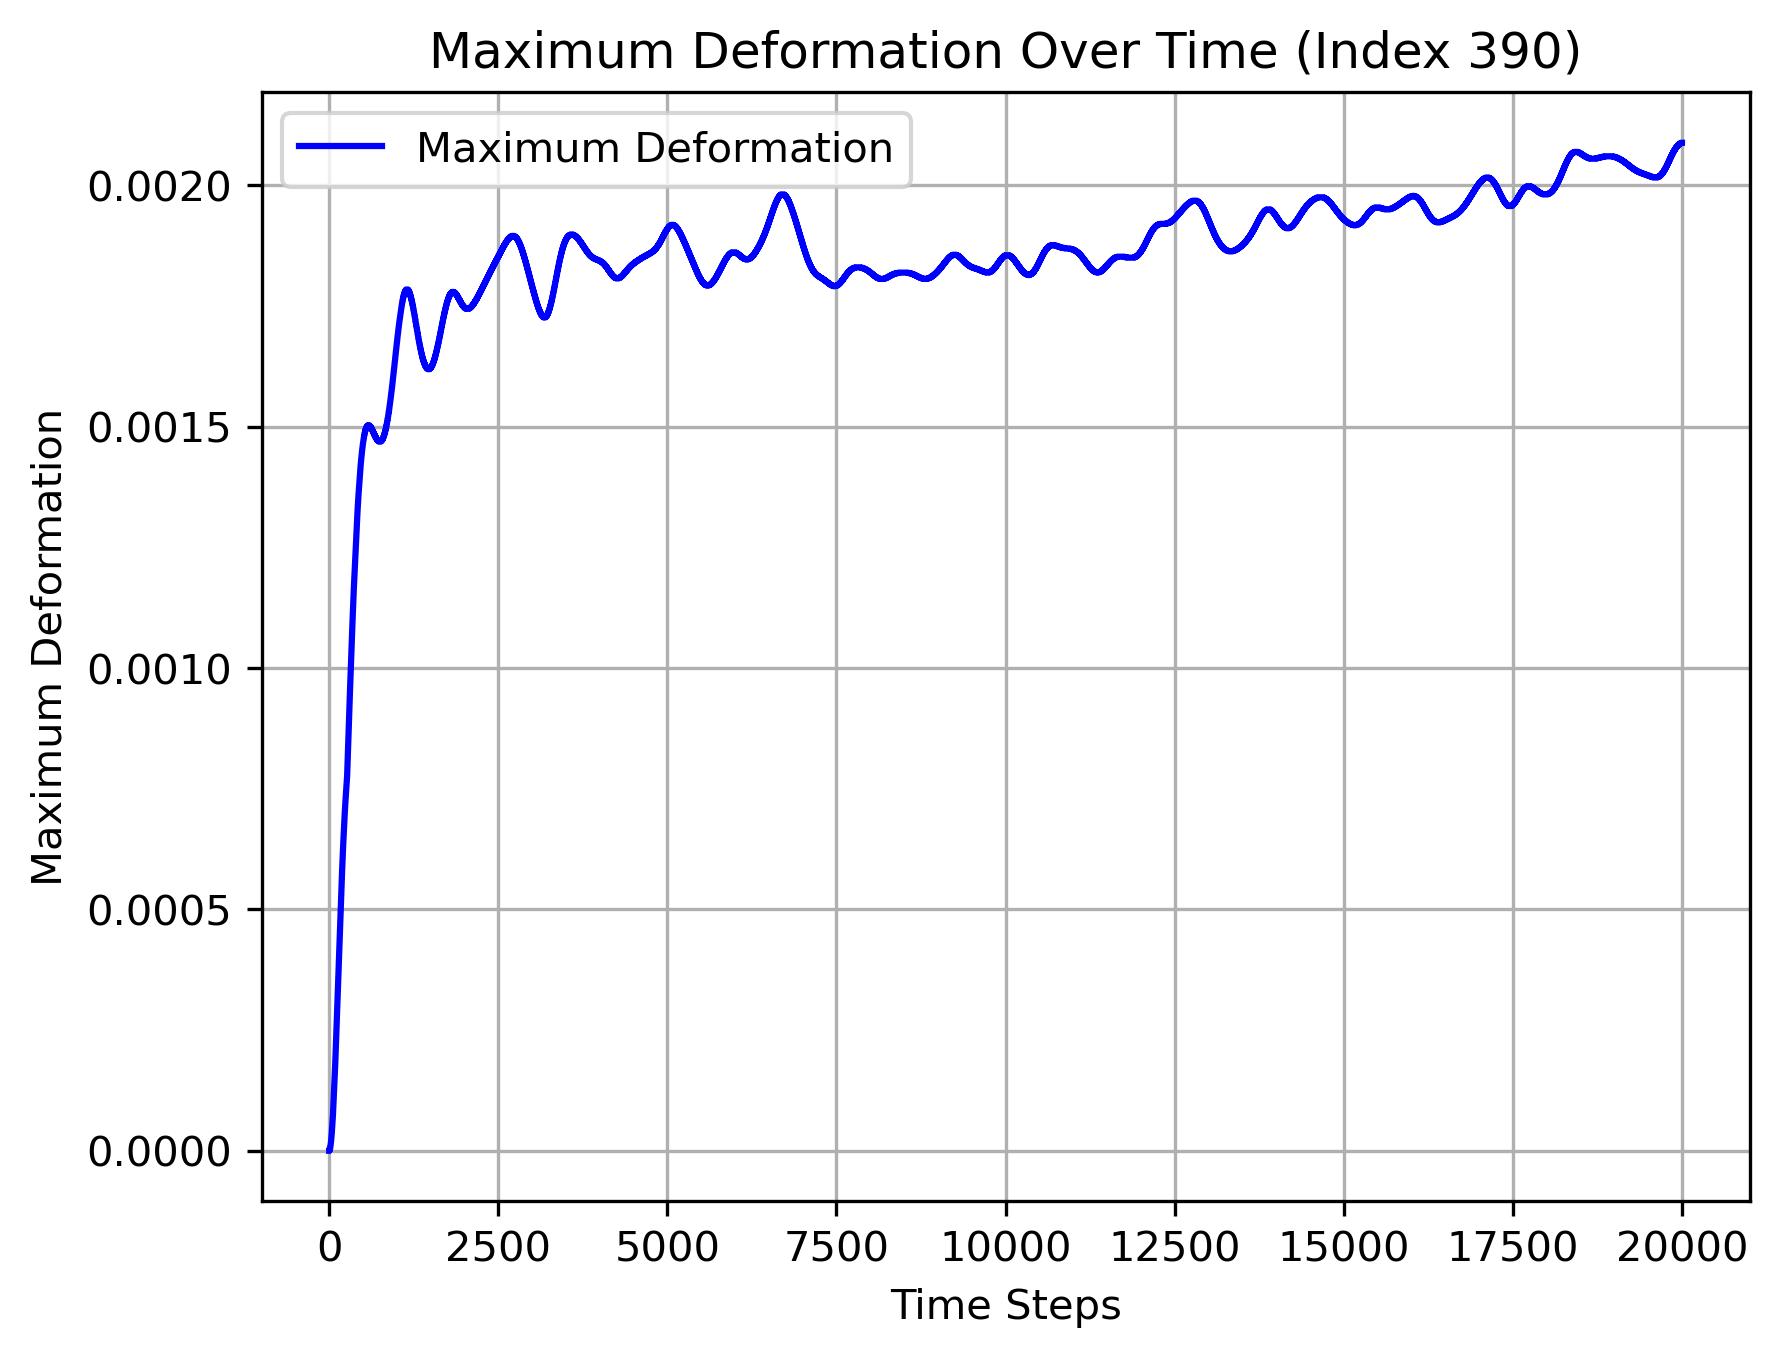 Maximum Deformation Over Time (Index 390)
Maximum Deformation
0.0020
0.0015
0.0010
0.0005
0.0000
Maximum Deformation
0 2500 5000 7500 10000 12500 15000 17500 20000
Time Steps